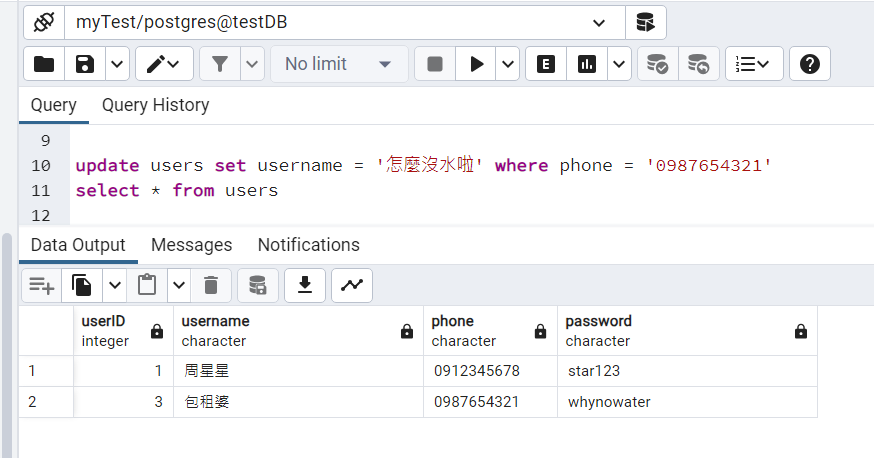 myTest/postgres@testDB
No limit E
Query Query History
9
10 update users set username = '怎麼沒水啦' where phone = '0987654321'
11 select * from users
12
Data Output Messages Notifications
userID username phone password
integer character character character
1 1 周星星 0912345678 star123
2 3 包租婆 0987654321 whynowater